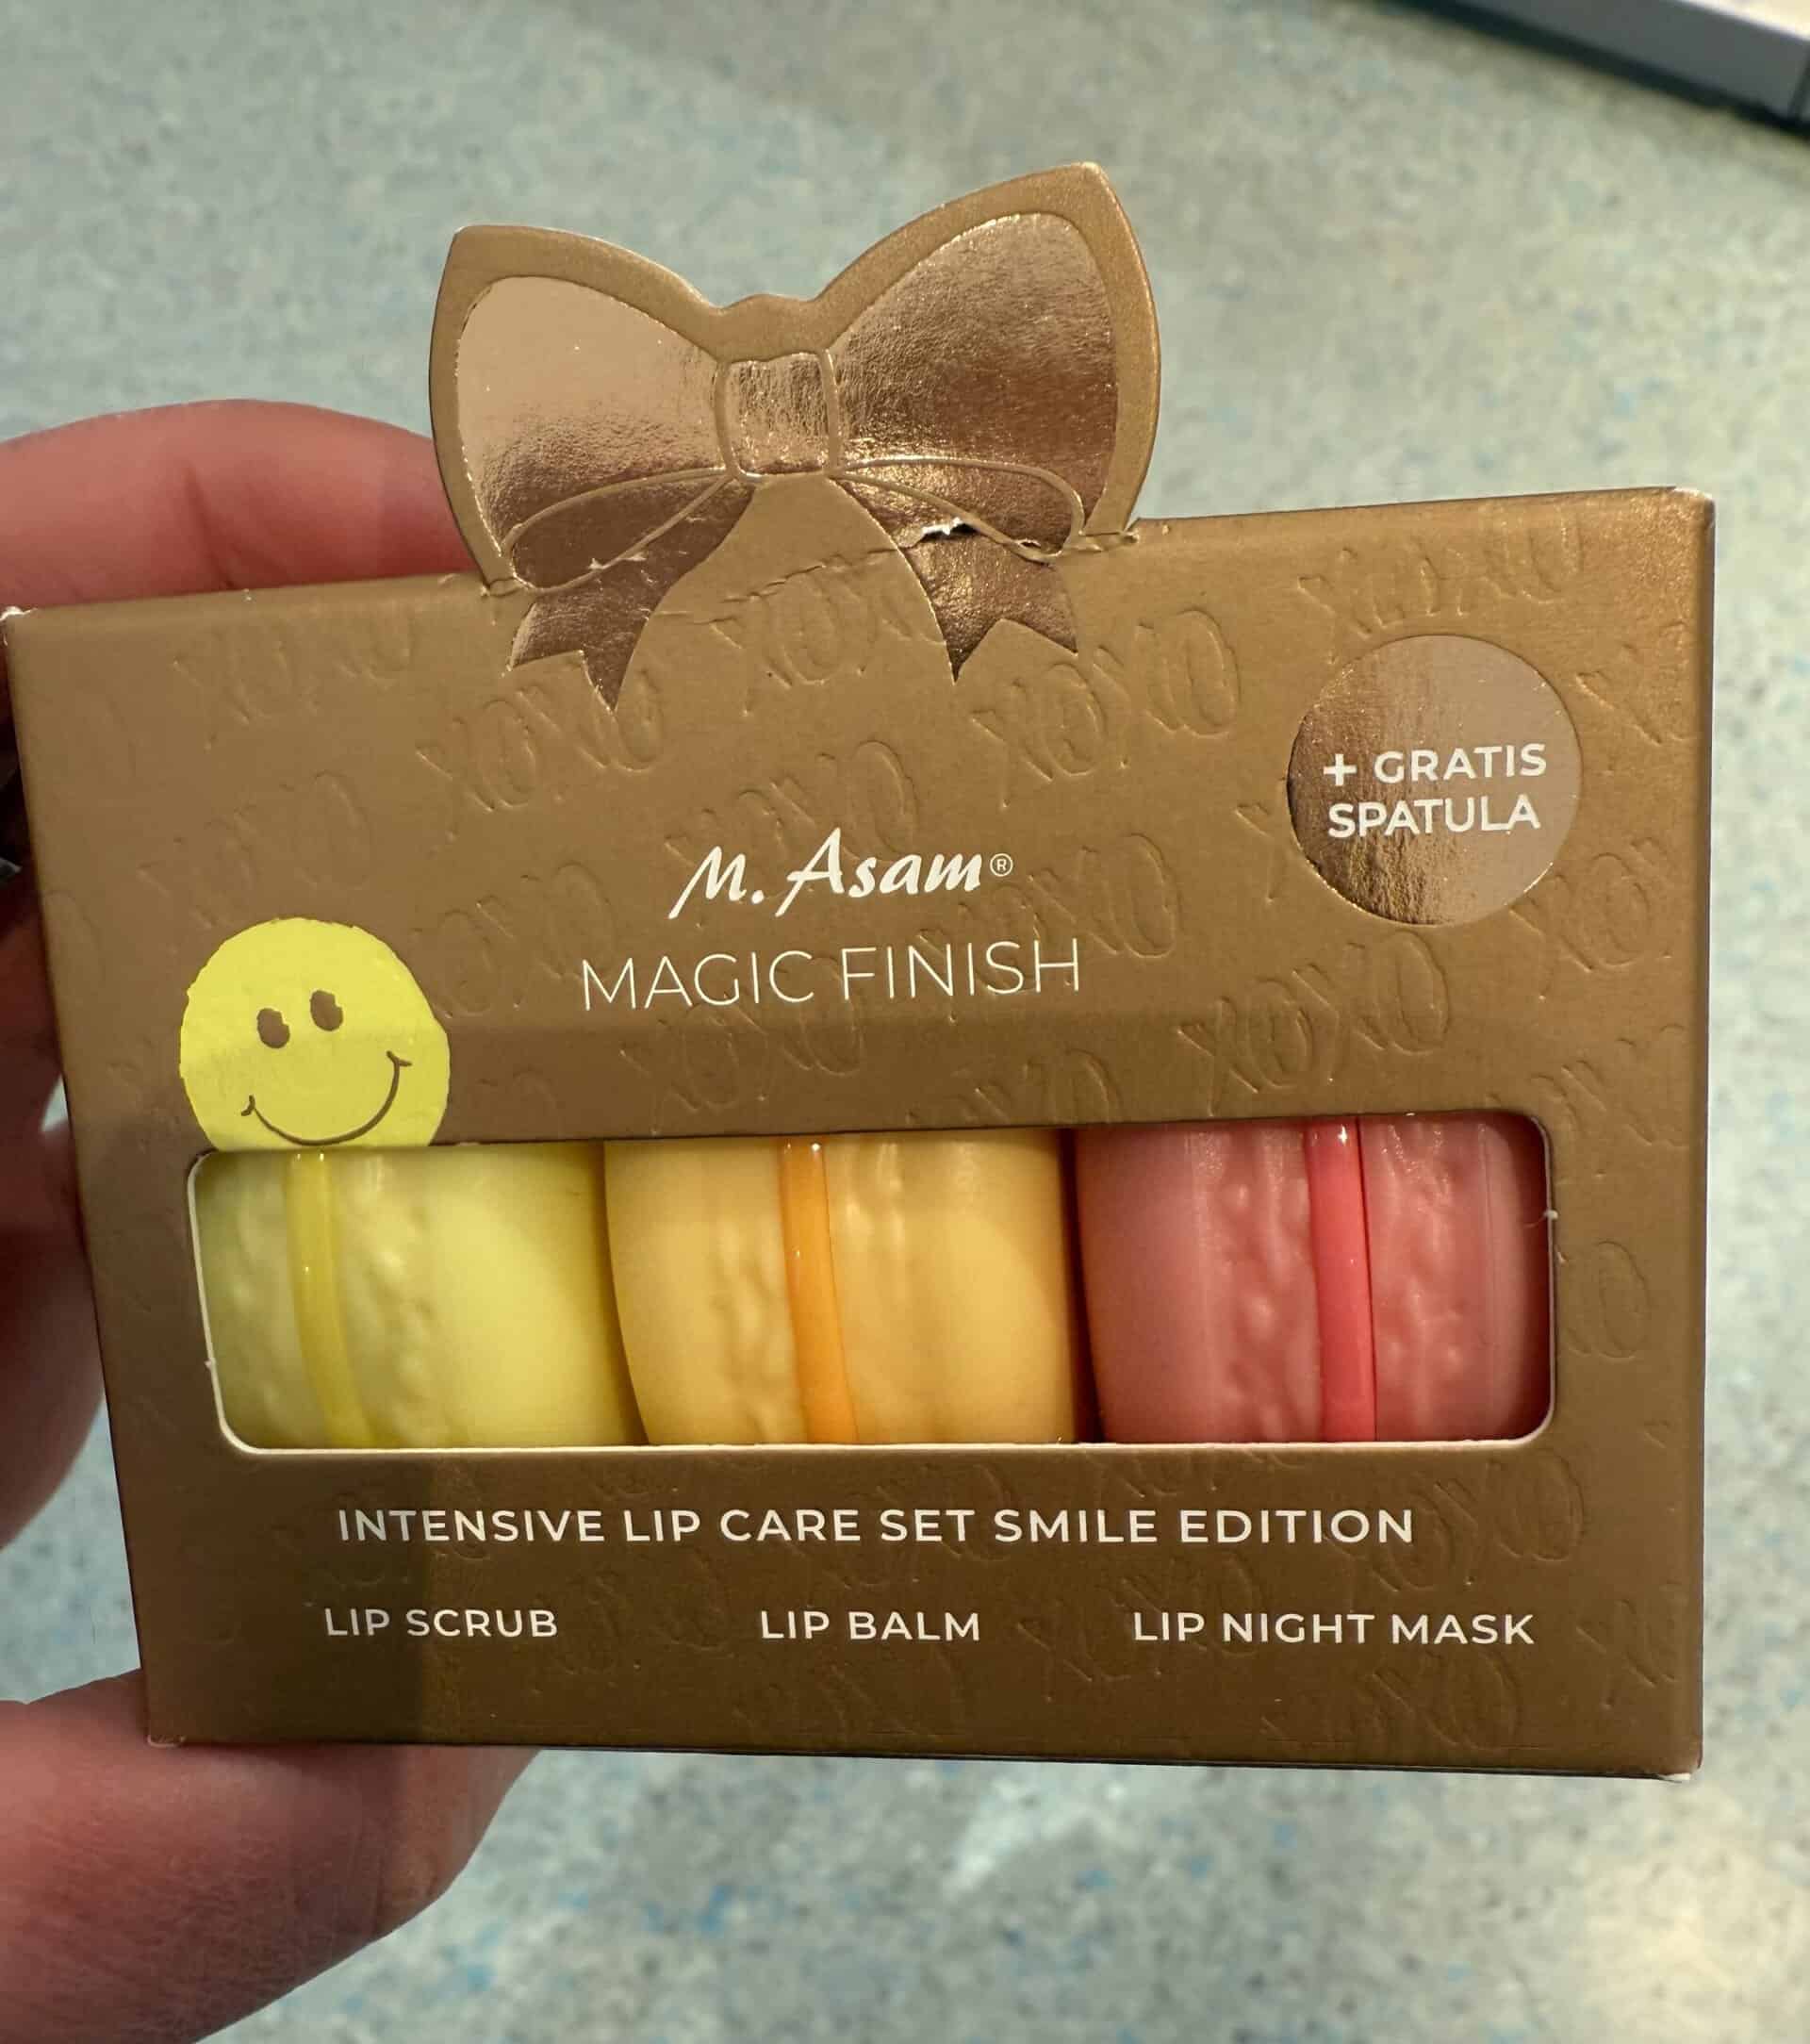 + GRATIS
SPATULA
M. Asam®
MAGIC FINISH
INTENSIVE LIP CARE SET SMILE EDITION
LIP SCRUB LIP BALM LIP NIGHT MASK